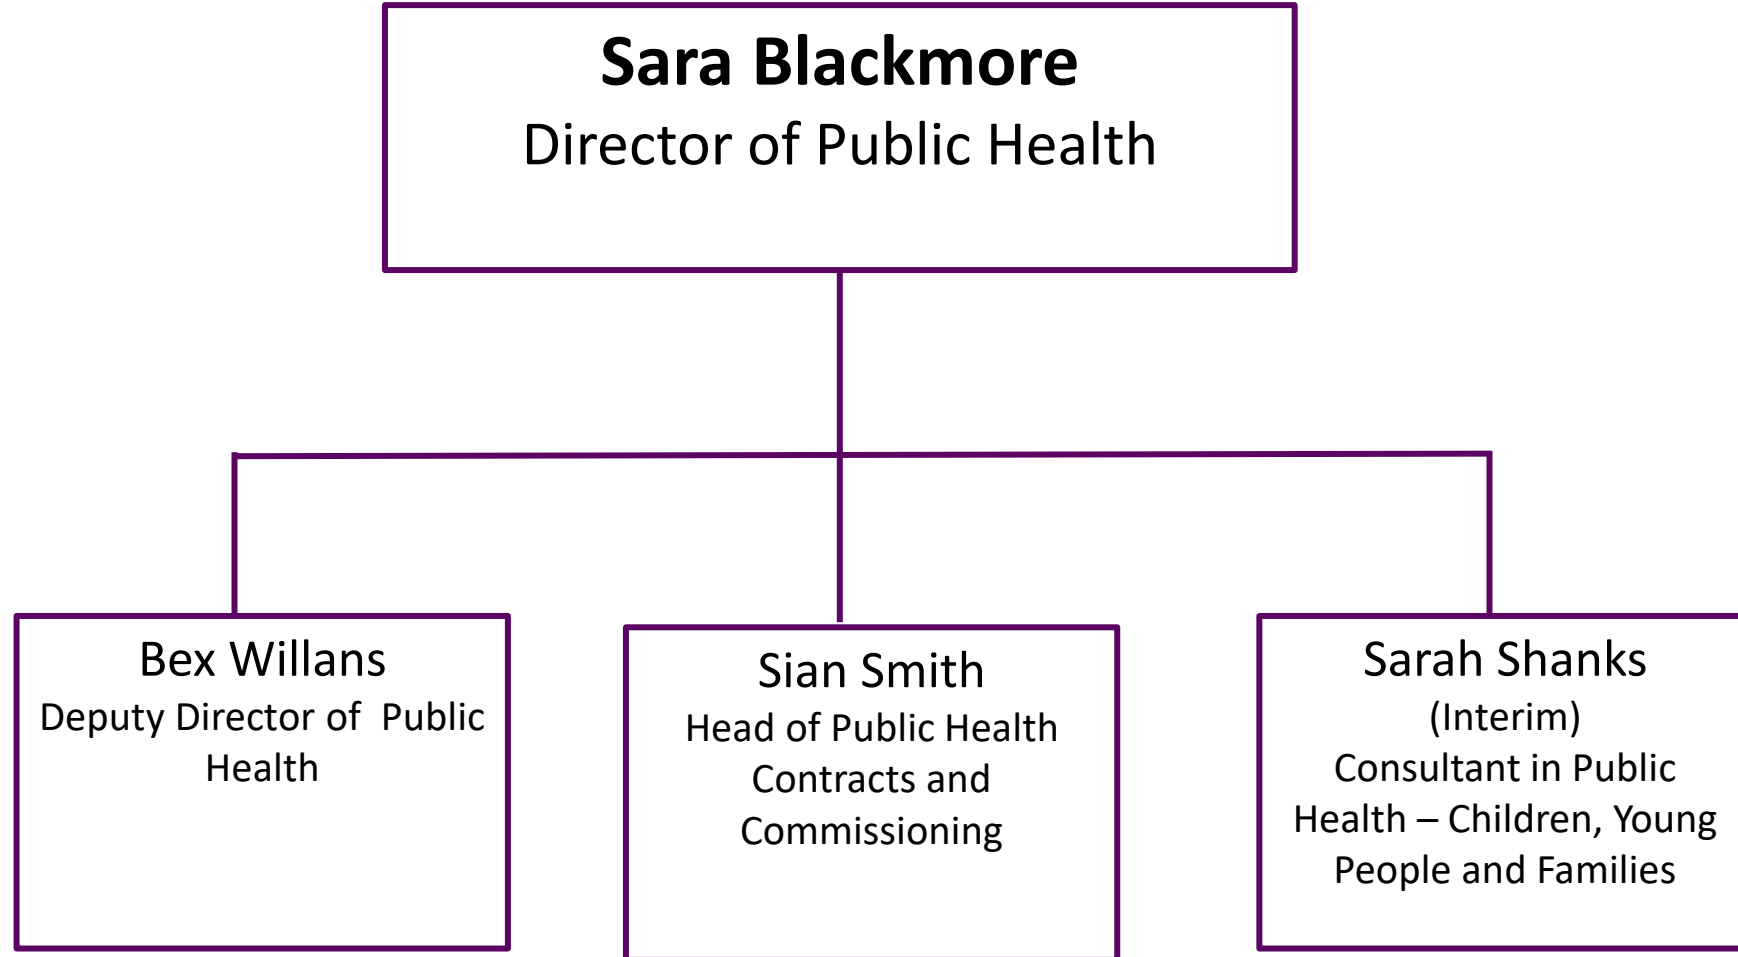 Sara Blackmore
Director of Public Health
Bex Willans
Deputy Director of  Public
Health
Sian Smith
Head of Public Health
Contracts and
Commissioning
Sarah Shanks
(Interim)
Consultant in Public
Health – Children, Young
People and Families